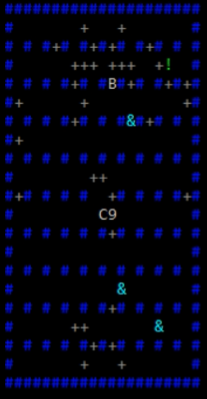 #####################
#       +   +       #
# # #+# #+#+# #+# # #
#      +++ +++  +!  #
# # # #+# #B#+# #+#+#
#+      +          +#
# # # #+# # #&#+# # #
#+                  #
# # # # # # # # # # #
#        ++         #
#+# # # # #+# # # #+#
#         C9        #
# # # # # #+# # # # #
#                   #
# # # # # # # # # # #
#           &       #
# # # # # #+# # # # #
#      ++       &   #
# # # # #+#+# # # # #
#       +   +       #
#####################